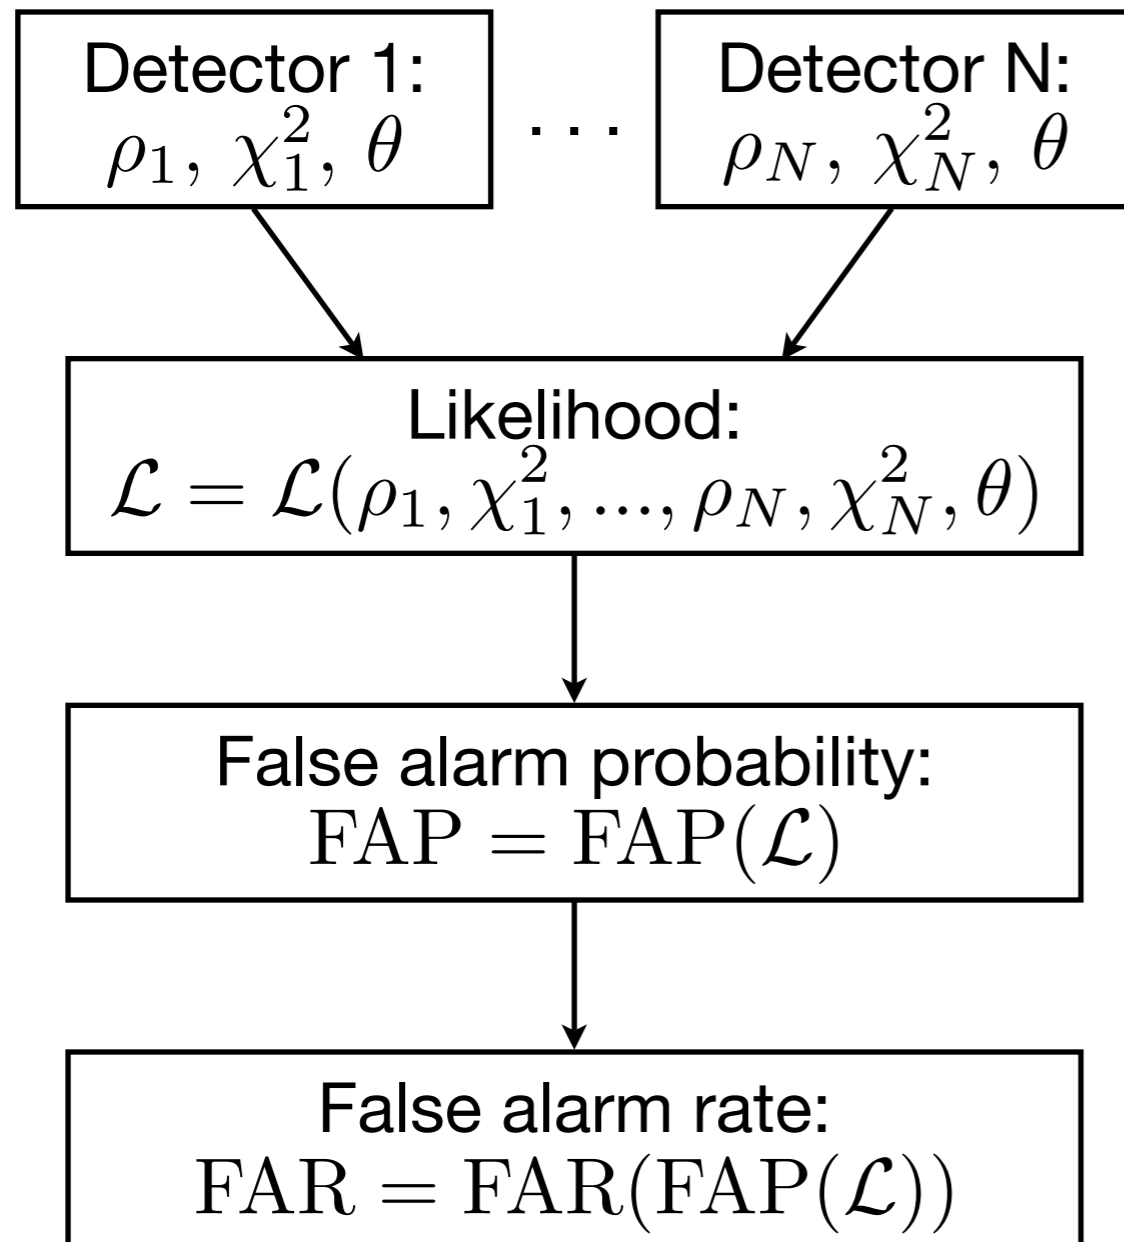 Detector 1:
ρ₁, χ₁², θ
. . .
Detector N:
ρ_N, χ_N², θ
Likelihood:
ℒ = ℒ(ρ₁, χ₁², ..., ρ_N, χ_N², θ)
False alarm probability:
FAP = FAP(ℒ)
False alarm rate:
FAR = FAR(FAP(ℒ))